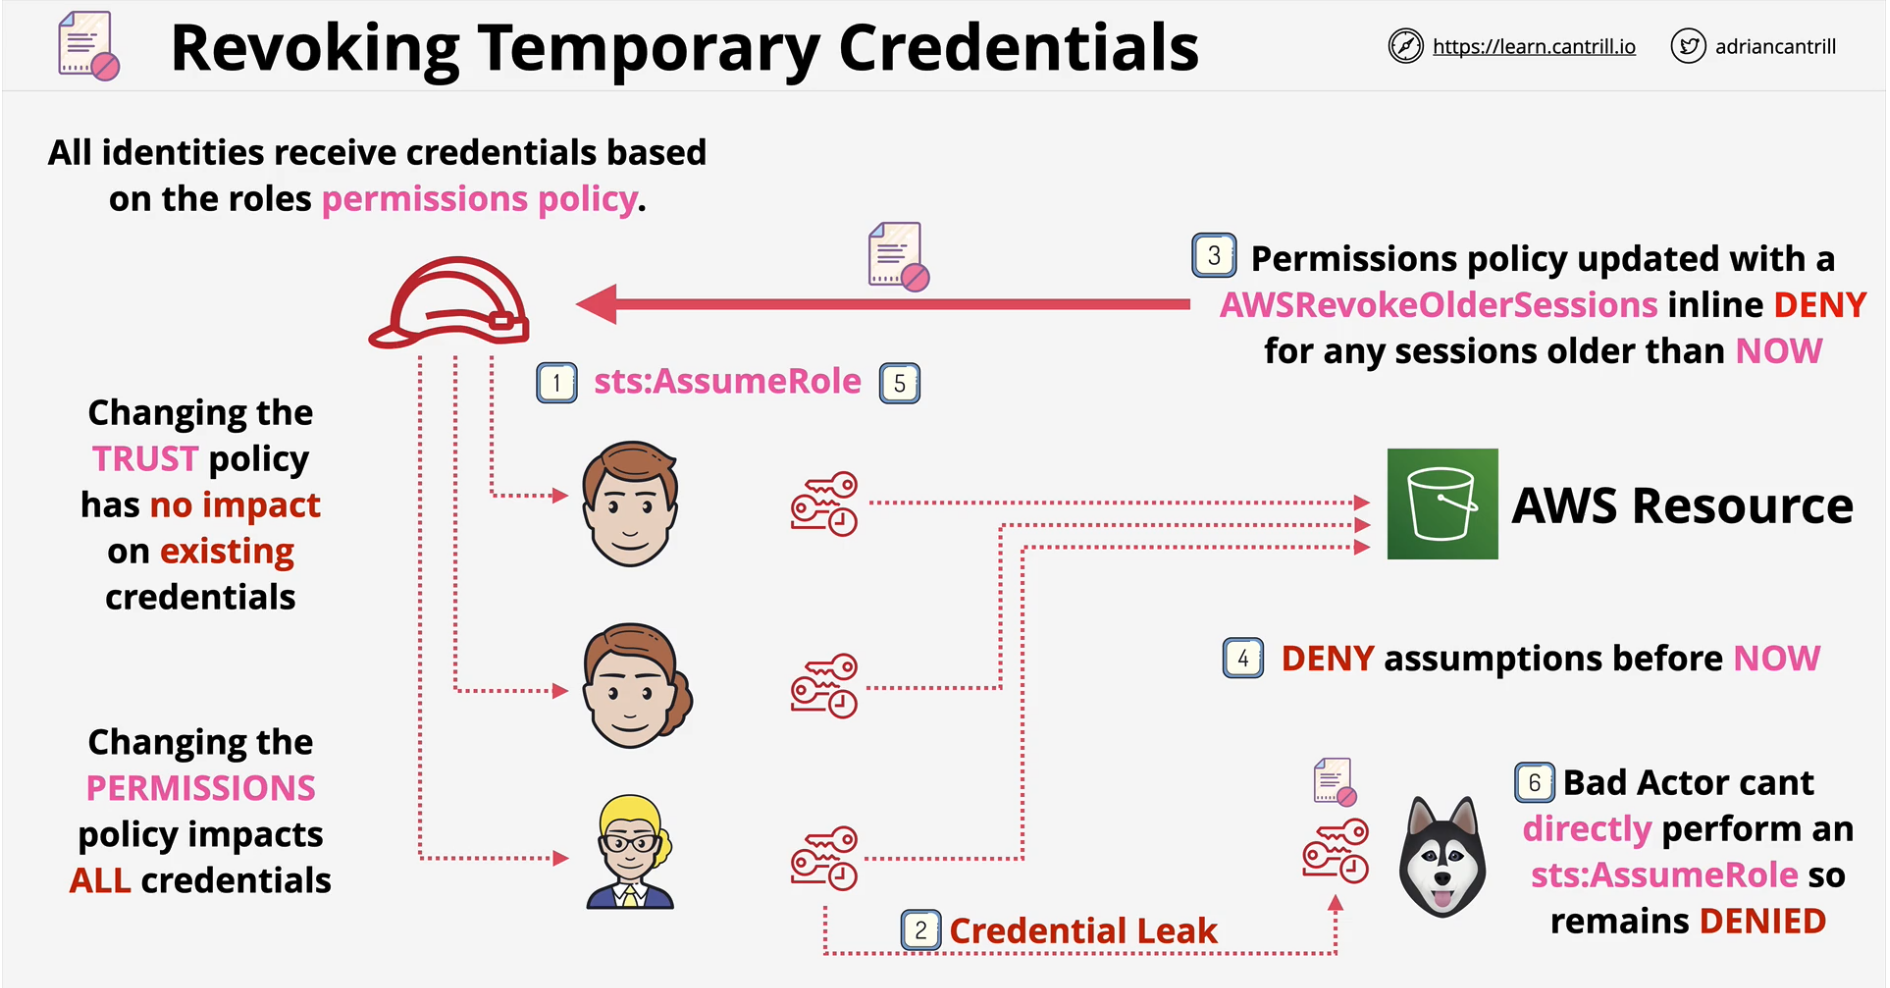 Revoking Temporary Credentials
https://learn.cantrill.io
adriancantrill
All identities receive credentials based
on the roles permissions policy.
3 Permissions policy updated with a
AWSRevokeOlderSessions inline DENY
for any sessions older than NOW
1 sts:AssumeRole 5
Changing the
TRUST policy
has no impact
on existing
credentials
AWS Resource
4 DENY assumptions before NOW
Changing the
PERMISSIONS
policy impacts
ALL credentials
6 Bad Actor cant
directly perform an
sts:AssumeRole so
remains DENIED
2 Credential Leak